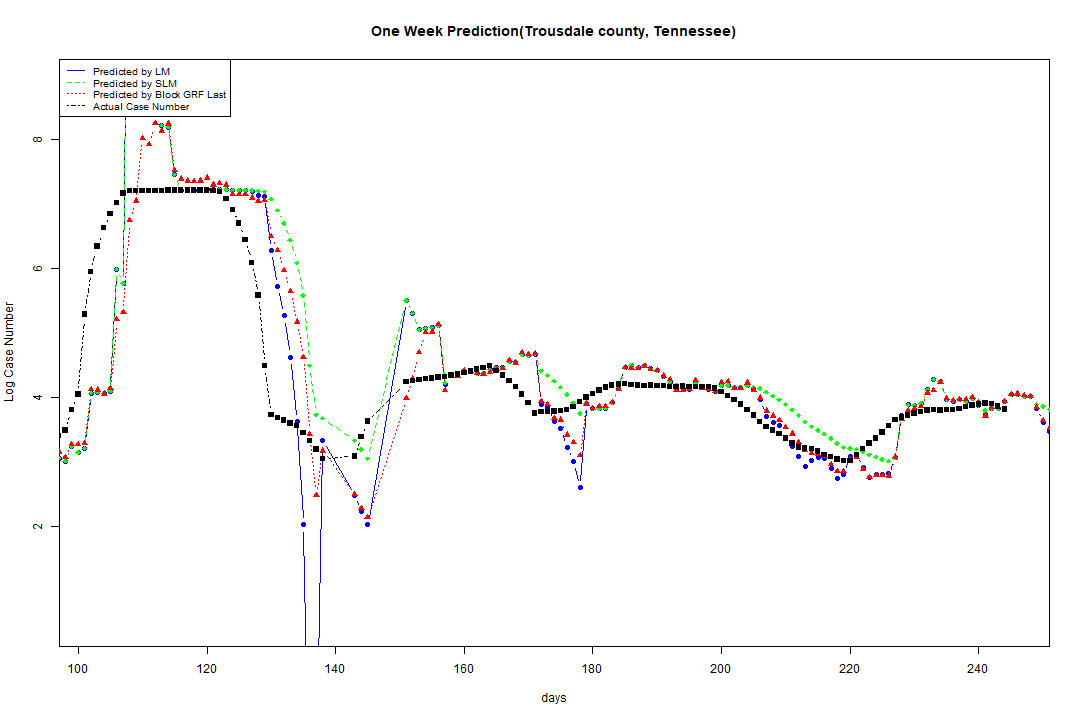 One Week Prediction(Trousdale county, Tennessee)
Predicted by LM
Predicted by SLM
Predicted by Block GRF Last
Actual Case Number
8
6
4
2
Log Case Number
100 120 140 160 180 200 220 240
days